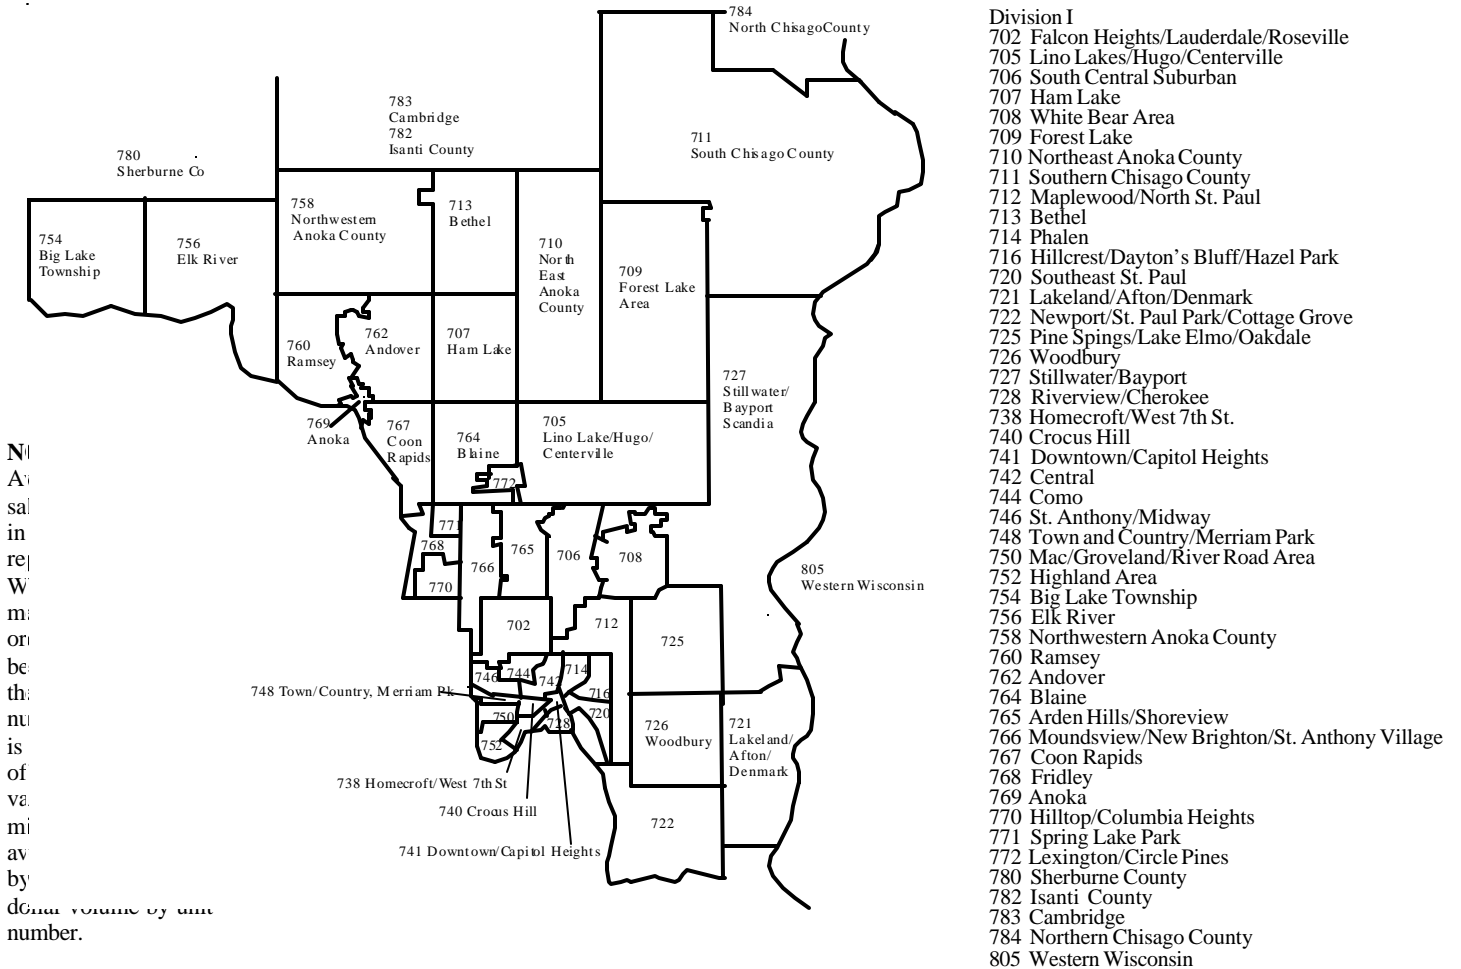 784
North Chisago County
783
Cambridge
782
Isanti County
711
South Chisago County
780
Sherburne Co
758
Northwestern
Anoka County
713
Bethel
754
Big Lake
Township
756
Elk River
710
North
East
Anoka
County
709
Forest Lake
Area
760
Ramsey
762
Andover
707
Ham Lake
727
Stillwater/
Bayport
Scandia
769
Anoka
767
Coon
Rapids
764
Blaine
705
Lino Lake/Hugo/
Centerville
772
771
768
770
766
765
706
708
805
Western Wisconsin
702
712
725
746
744
742
714
716
748 Town/Country, Merriam Pk
750
728
720
752
726
Woodbury
721
Lakeland/
Afton/
Denmark
738 Homecroft/West 7th St
740 Crocus Hill
722
741 Downtown/Capitol Heights
in
is
of
by
dollar volume by unit
number.
Division I
702 Falcon Heights/Lauderdale/Roseville
705 Lino Lakes/Hugo/Centerville
706 South Central Suburban
707 Ham Lake
708 White Bear Area
709 Forest Lake
710 Northeast Anoka County
711 Southern Chisago County
712 Maplewood/North St. Paul
713 Bethel
714 Phalen
716 Hillcrest/Dayton's Bluff/Hazel Park
720 Southeast St. Paul
721 Lakeland/Afton/Denmark
722 Newport/St. Paul Park/Cottage Grove
725 Pine Spings/Lake Elmo/Oakdale
726 Woodbury
727 Stillwater/Bayport
728 Riverview/Cherokee
738 Homecroft/West 7th St.
740 Crocus Hill
741 Downtown/Capitol Heights
742 Central
744 Como
746 St. Anthony/Midway
748 Town and Country/Merriam Park
750 Mac/Groveland/River Road Area
752 Highland Area
754 Big Lake Township
756 Elk River
758 Northwestern Anoka County
760 Ramsey
762 Andover
764 Blaine
765 Arden Hills/Shoreview
766 Moundsview/New Brighton/St. Anthony Village
767 Coon Rapids
768 Fridley
769 Anoka
770 Hilltop/Columbia Heights
771 Spring Lake Park
772 Lexington/Circle Pines
780 Sherburne County
782 Isanti County
783 Cambridge
784 Northern Chisago County
805 Western Wisconsin